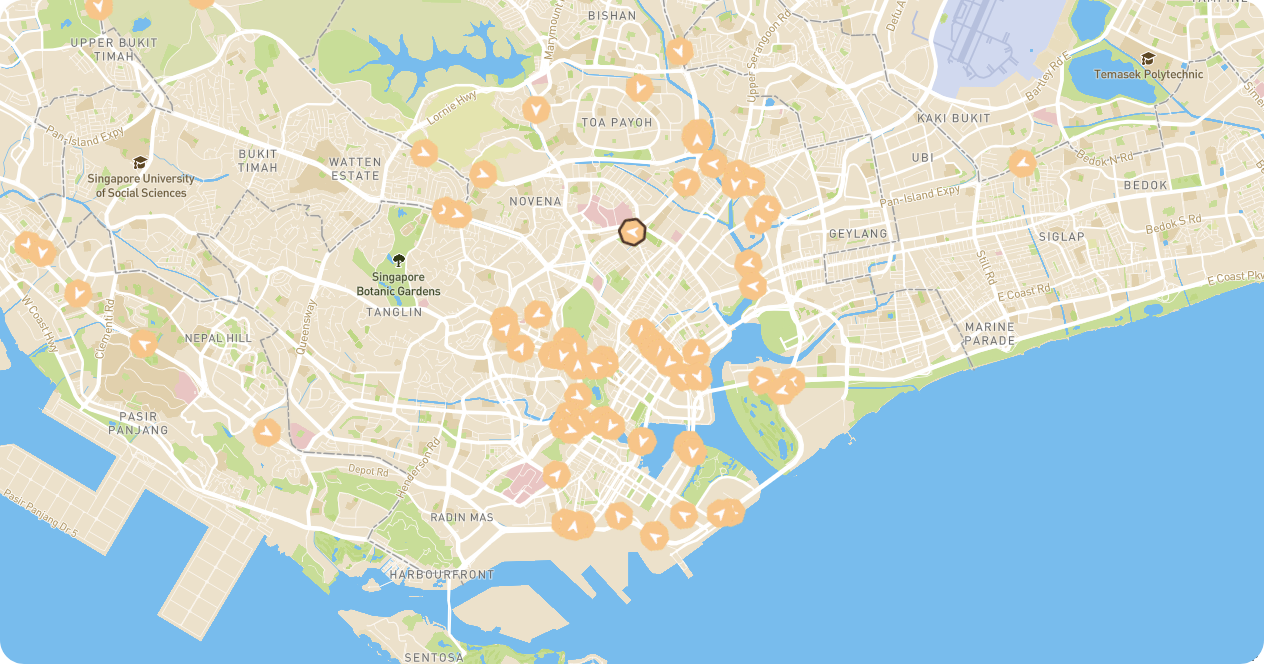 BISHAN
UPPER BUKIT
TIMAH
Marymount
Upper Serangoon Rd
Bartley Rd E
Temasek Polytechnic
Lornie Hwy
TOA PAYOH
KAKI BUKIT
Pan-Island Expy
BUKIT
TIMAH
WATTEN
ESTATE
UBI
Bedok N Rd
Singapore University
of Social Sciences
BEDOK
NOVENA
Pan-Island Expy
Bedok S Rd
GEYLANG
SIGLAP
Still Rd
Singapore
Botanic Gardens
E Coast Pkwy
E Coast Rd
W Coast Hwy
Clementi Rd
Queensway
TANGLIN
NEPAL HILL
MARINE
PARADE
PASIR
PANJANG
Depot Rd
Henderson Rd
Pasir Panjang Dr 5
RADIN MAS
HARBOURFRONT
SENTOSA